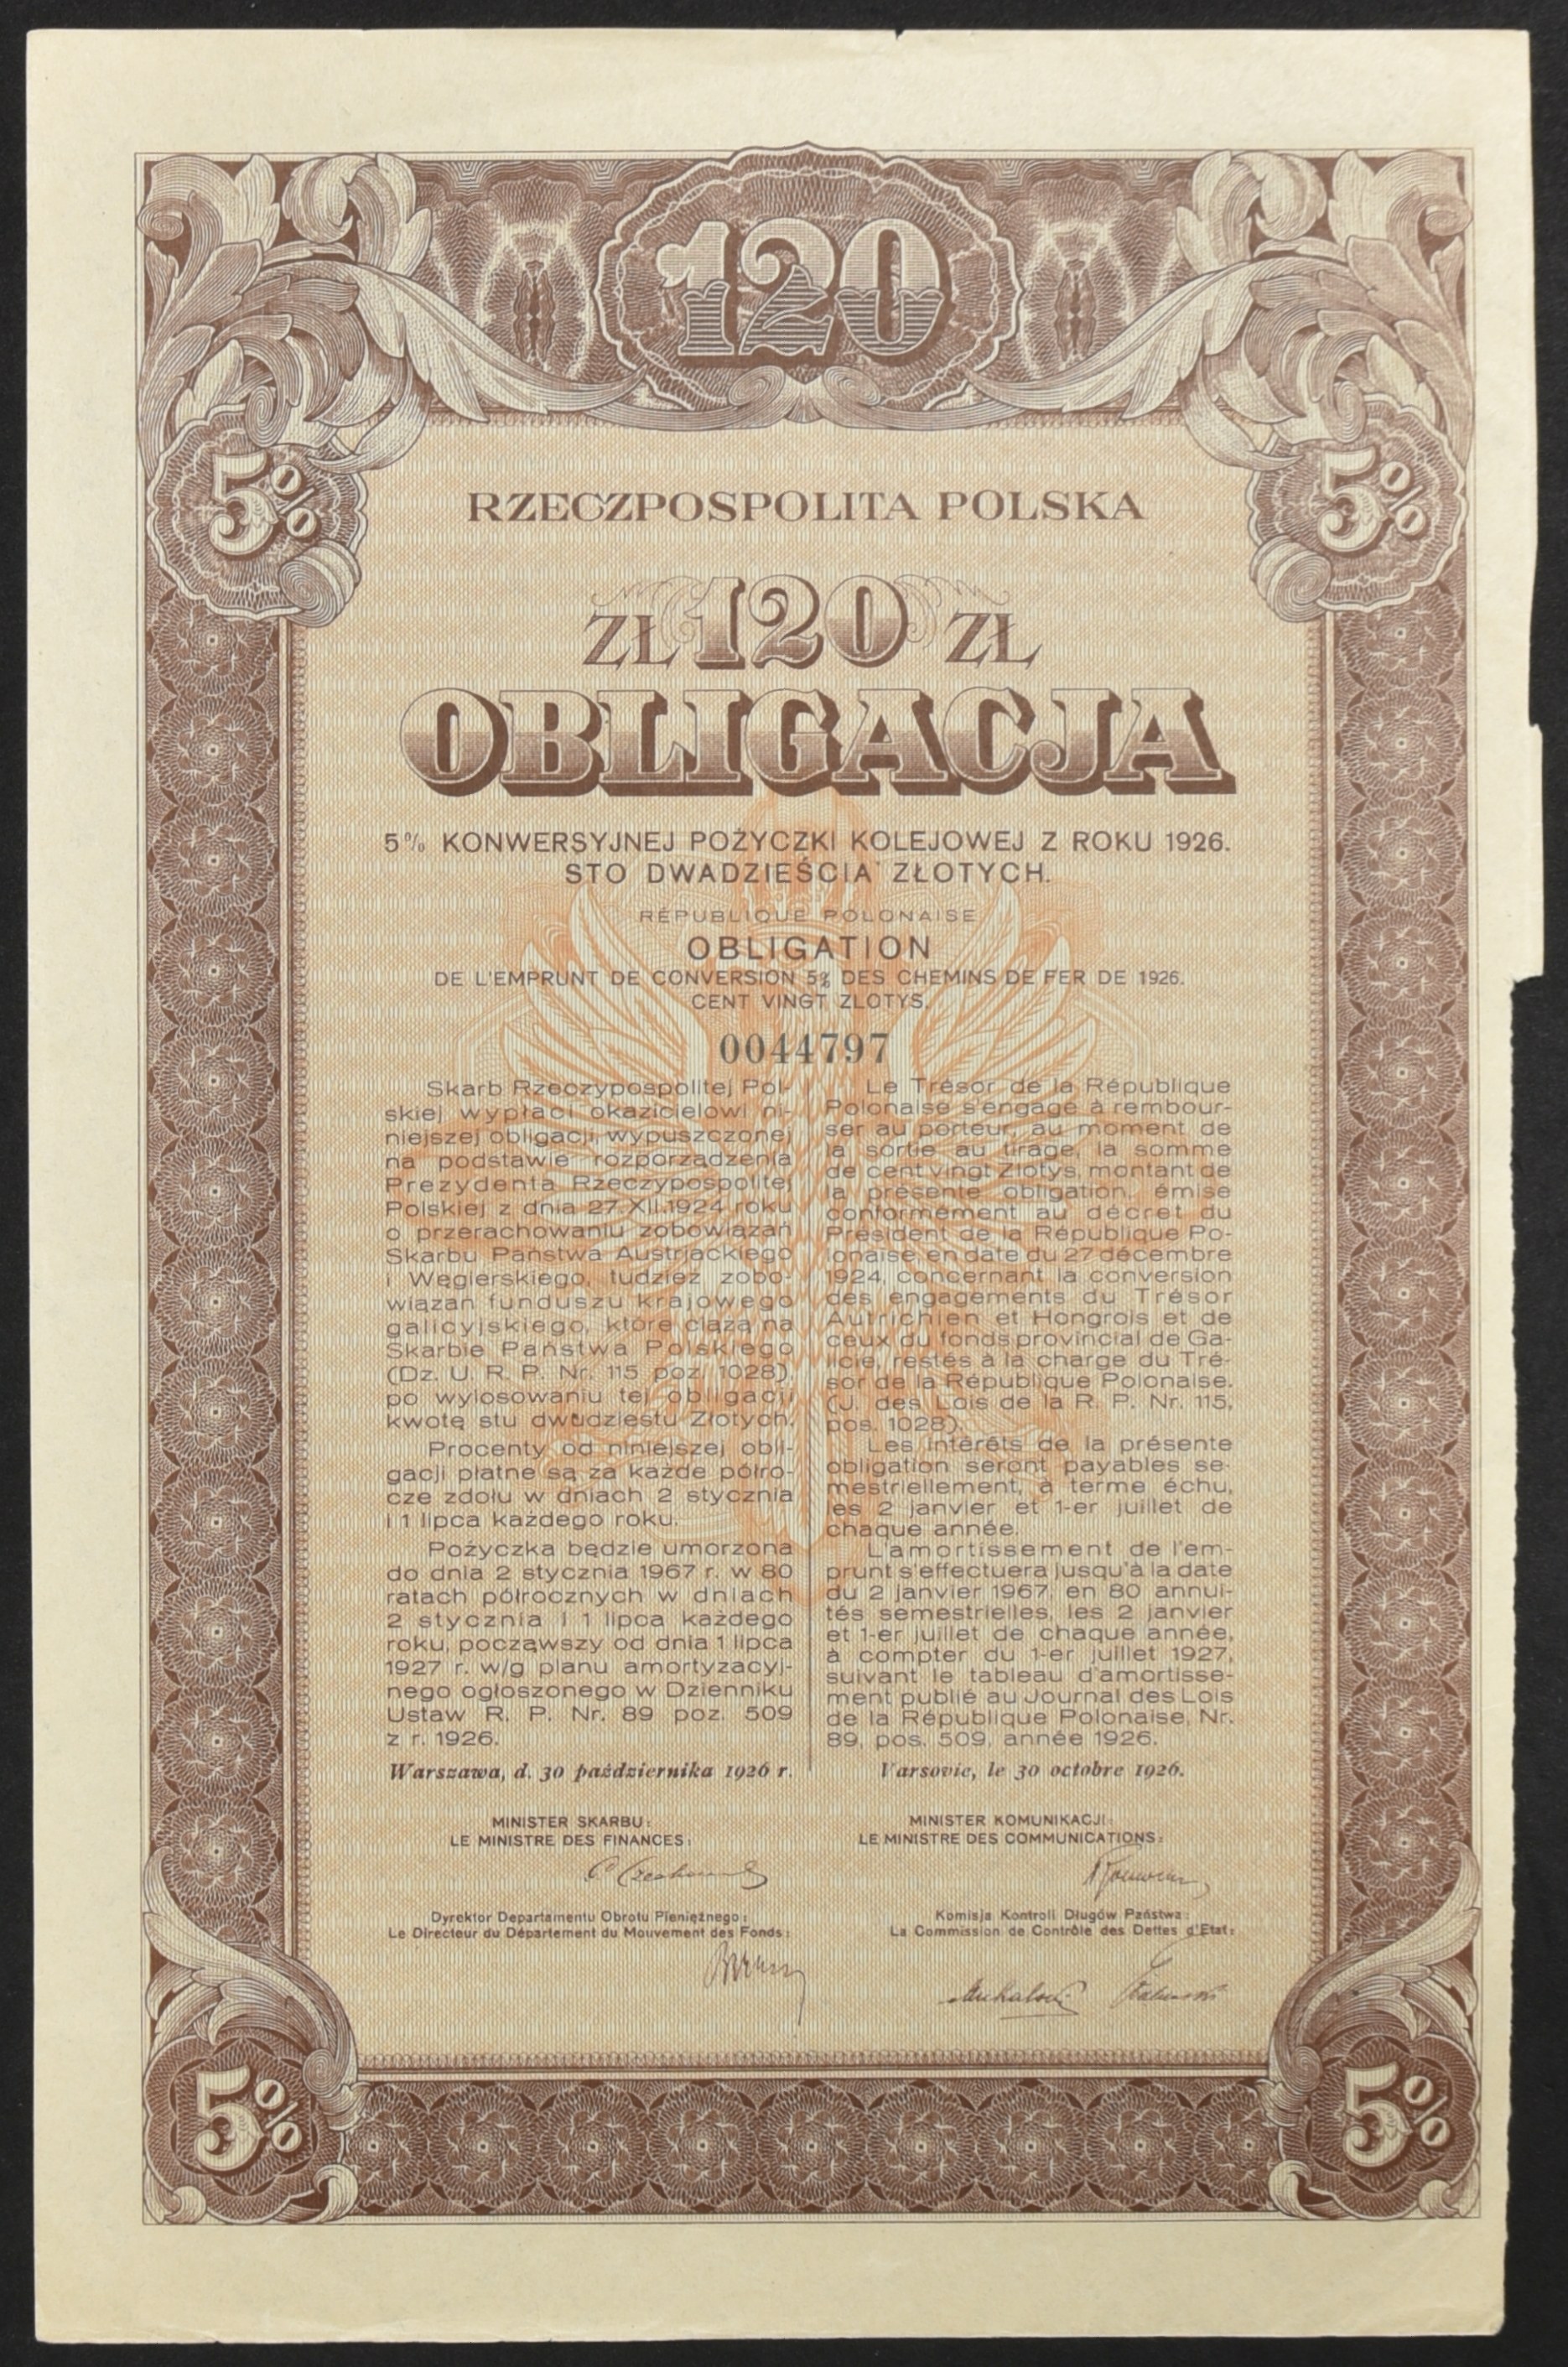 120
5%
5%
RZECZPOSPOLITA POLSKA
ZŁ 120 ZŁ
OBLIGACJA
5% KONWERSYJNEJ POŻYCZKI KOLEJOWEJ Z ROKU 1926.
STO DWADZIEŚCIA ZŁOTYCH.
RÉPUBLIQUE POLONAISE
OBLIGATION
DE L'EMPRUNT DE CONVERSION 5% DES CHEMINS DE FER DE 1926.
CENT VINGT ZLOTYS.
0044797
Skarb Rzeczypospolitej Pol-
skiej wypłaci okazicielowi ni-
niejszej obligacji, wypuszczonej
na podstawie rozporządzenia
Prezydenta Rzeczypospolitej
Polskiej z dnia 27.XII.1924 roku
o przerachowaniu zobowiązań
Skarbu Państwa Austrjackiego
i Węgierskiego, tudzież zobo-
wiązań funduszu krajowego
galicyjskiego, które ciążą na
Skarbie Państwa Polskiego
(Dz. U. R. P. Nr. 115 poz. 1028),
po wylosowaniu tej obligacji
kwotę stu dwudziestu Złotych.
Procenty od niniejszej obli-
gacji płatne są za każde półro-
cze zdołu w dniach 2 stycznia
i 1 lipca każdego roku.
Pożyczka będzie umorzona
do dnia 2 stycznia 1967 r. w 80
ratach półrocznych w dniach
2 stycznia i 1 lipca każdego
roku, począwszy od dnia 1 lipca
1927 r. w/g planu amortyzacyj-
nego ogłoszonego w Dzienniku
Ustaw R. P. Nr. 89 poz. 509
z r. 1926.
Warszawa, d. 30 października 1926 r.
Le Trésor de la République
Polonaise s'engage à rembour-
ser au porteur, au moment de
la sortie au tirage, la somme
de cent vingt Zlotys, montant de
la présente obligation, émise
conformément au décret du
Président de la République Po-
lonaise en date du 27 décembre
1924, concernant la conversion
des engagements du Trésor
Autrichien et Hongrois et de
ceux du fonds provincial de Ga-
licie, restés à la charge du Tré-
sor de la République Polonaise.
(J. des Lois de la R. P. Nr. 115,
pos. 1028).
Les intérêts de la présente
obligation seront payables se-
mestriellement, à terme échu,
les 2 janvier et 1-er juillet de
chaque année.
L'amortissement de l'em-
prunt s'effectuera jusqu'à la date
du 2 janvier 1967, en 80 annui-
tés semestrielles, les 2 janvier
et 1-er juillet de chaque année,
à compter du 1-er juillet 1927,
suivant le tableau d'amortisse-
ment publié au Journal des Lois
de la République Polonaise, Nr.
89, pos. 509, année 1926.
Varsovie, le 30 octobre 1926.
MINISTER SKARBU:
LE MINISTRE DES FINANCES:
MINISTER KOMUNIKACJI:
LE MINISTRE DES COMMUNICATIONS:
Dyrektor Departamentu Obrotu Pieniężnego:
Le Directeur du Département du Mouvement des Fonds:
Komisja Kontroli Długów Państwa:
La Commission de Contrôle des Dettes d'Etat:
5%
5%